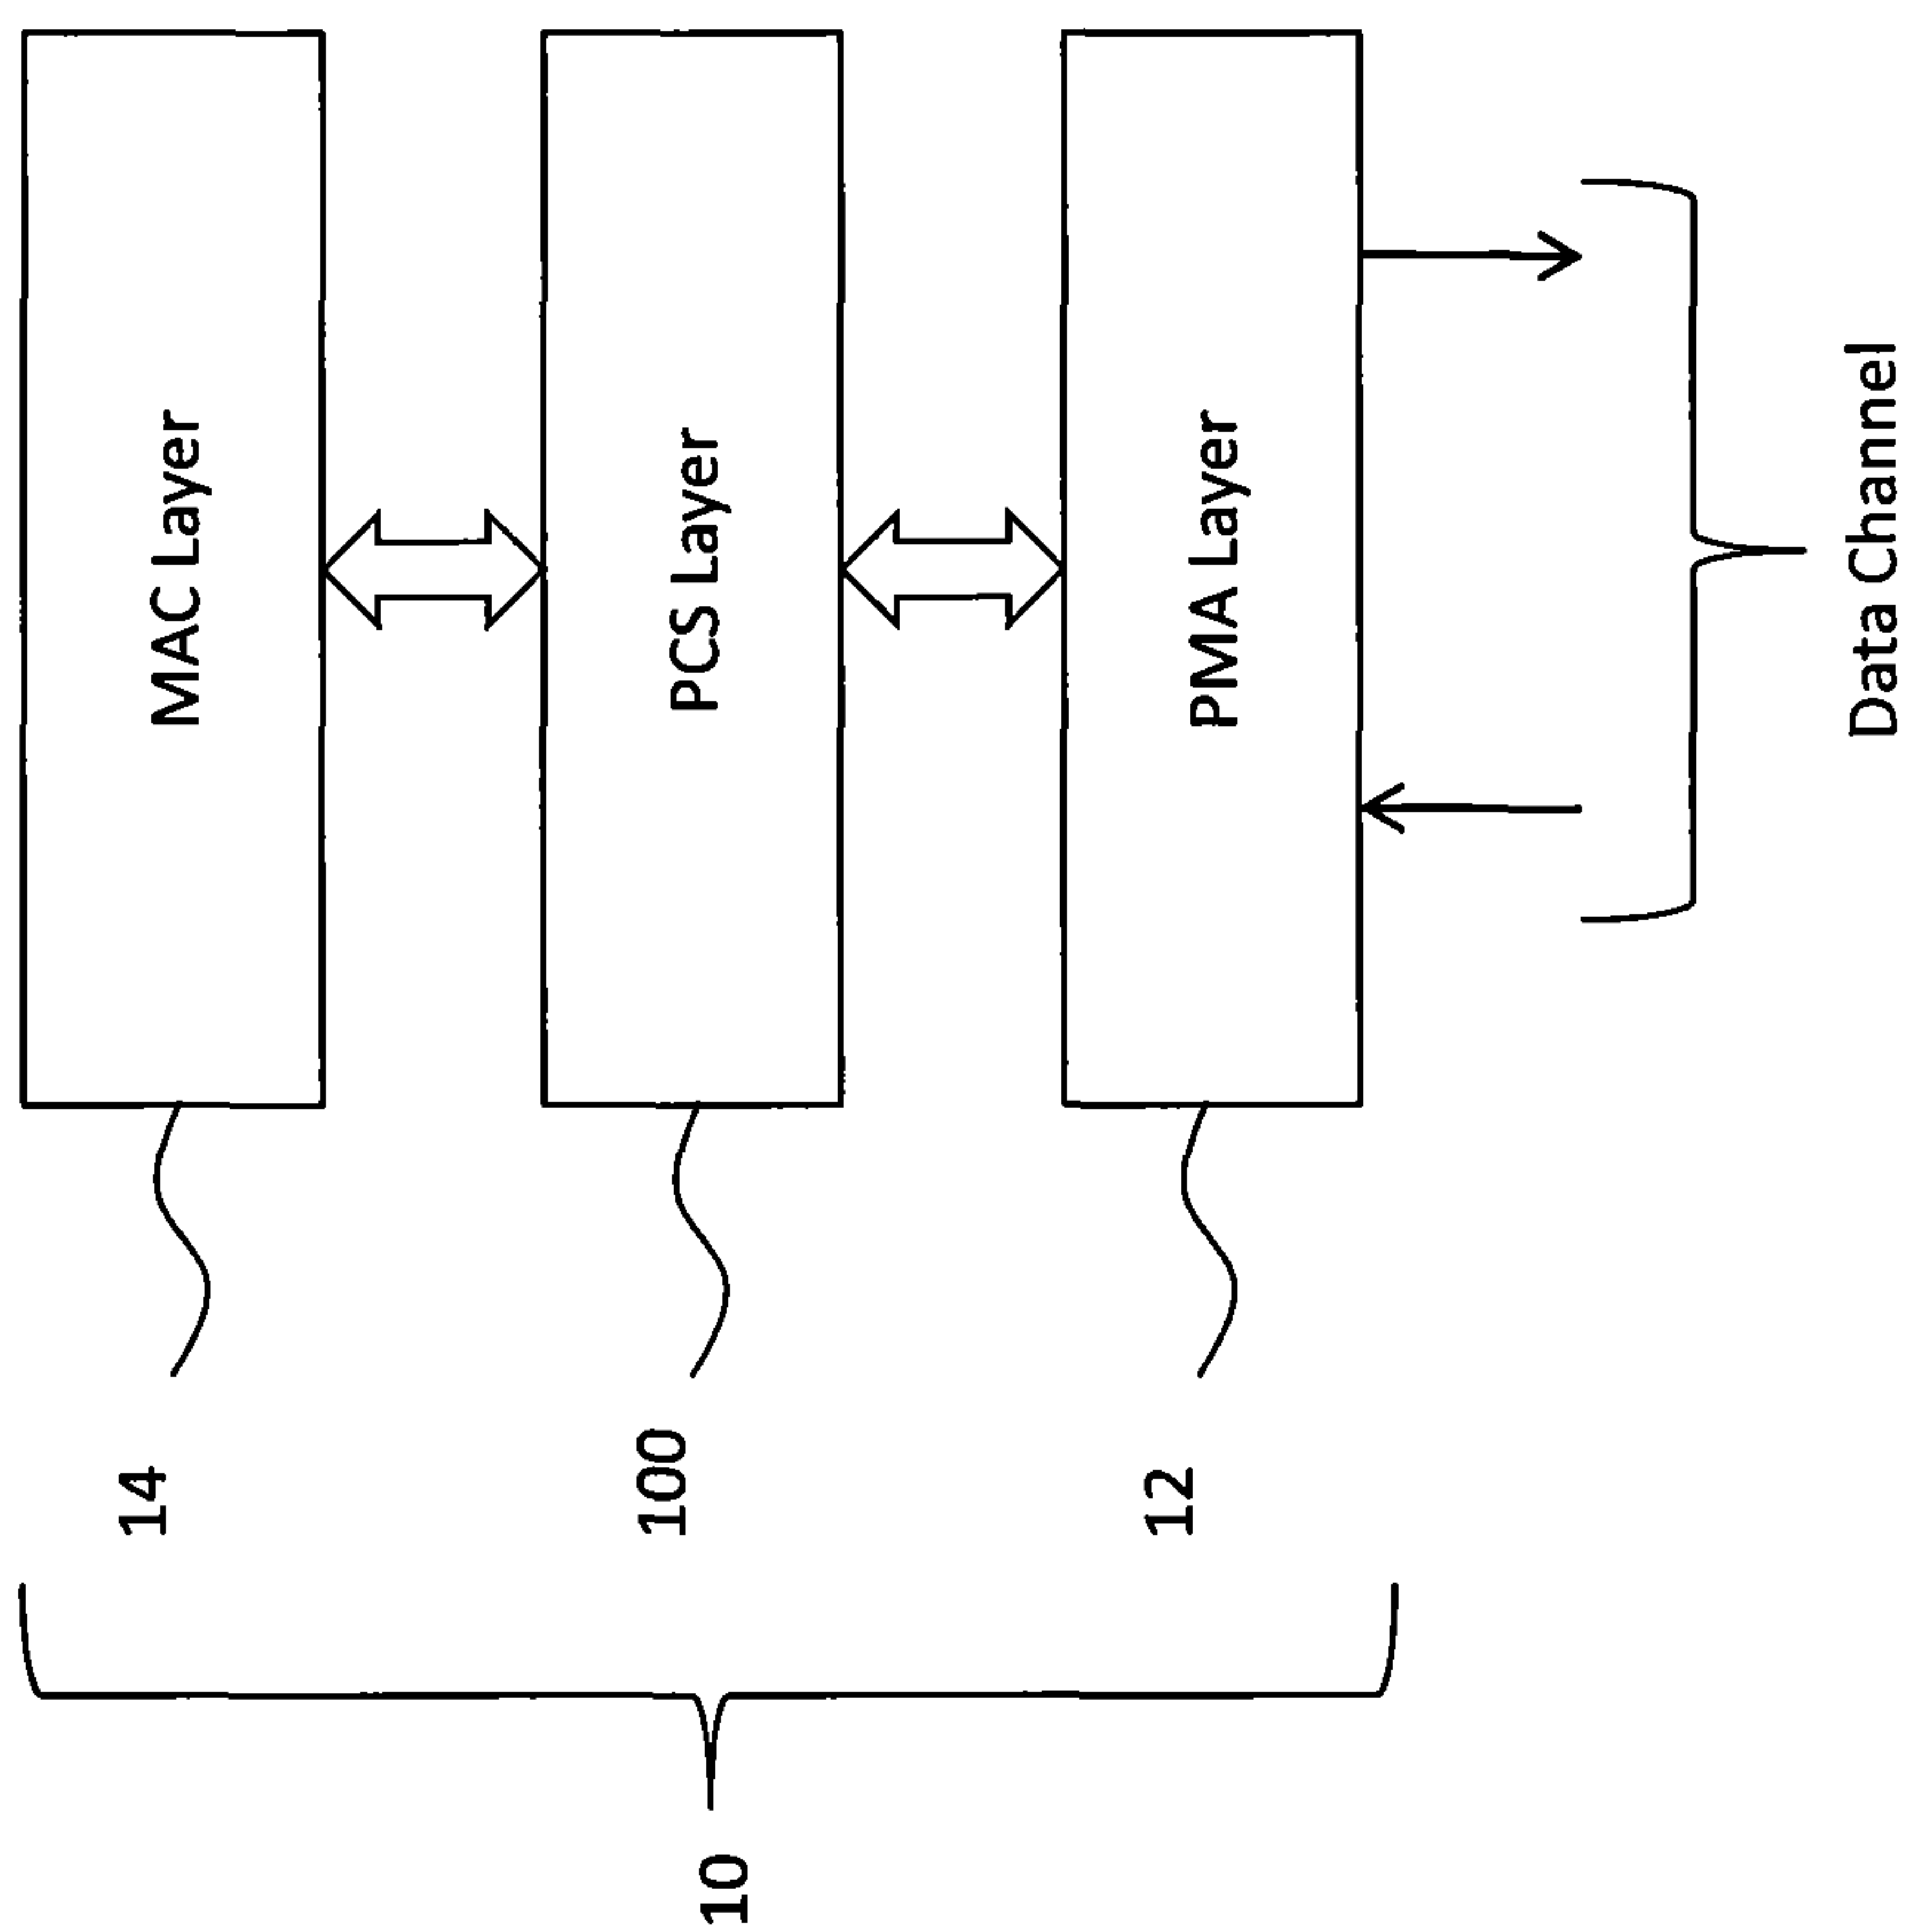 10
14
MAC Layer
100
PCS Layer
12
PMA Layer
Data Channel